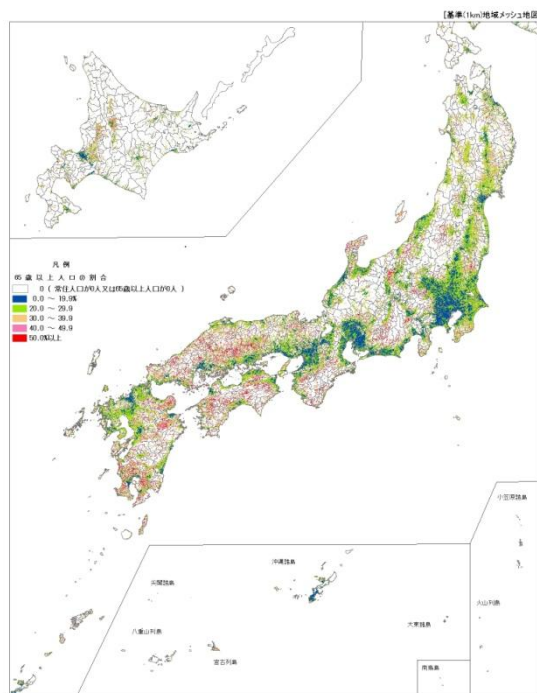 [基準(1km)地域メッシュ地図]
凡例
65歳以上人口の割合
0 (常住人口が0人又は65歳以上人口が0人)
0.0 ～ 19.9%
20.0 ～ 29.9
30.0 ～ 39.9
40.0 ～ 49.9
50.0%以上
小笠原諸島
沖縄諸島
尖閣諸島
火山列島
大東諸島
八重山列島
宮古列島
南鳥島